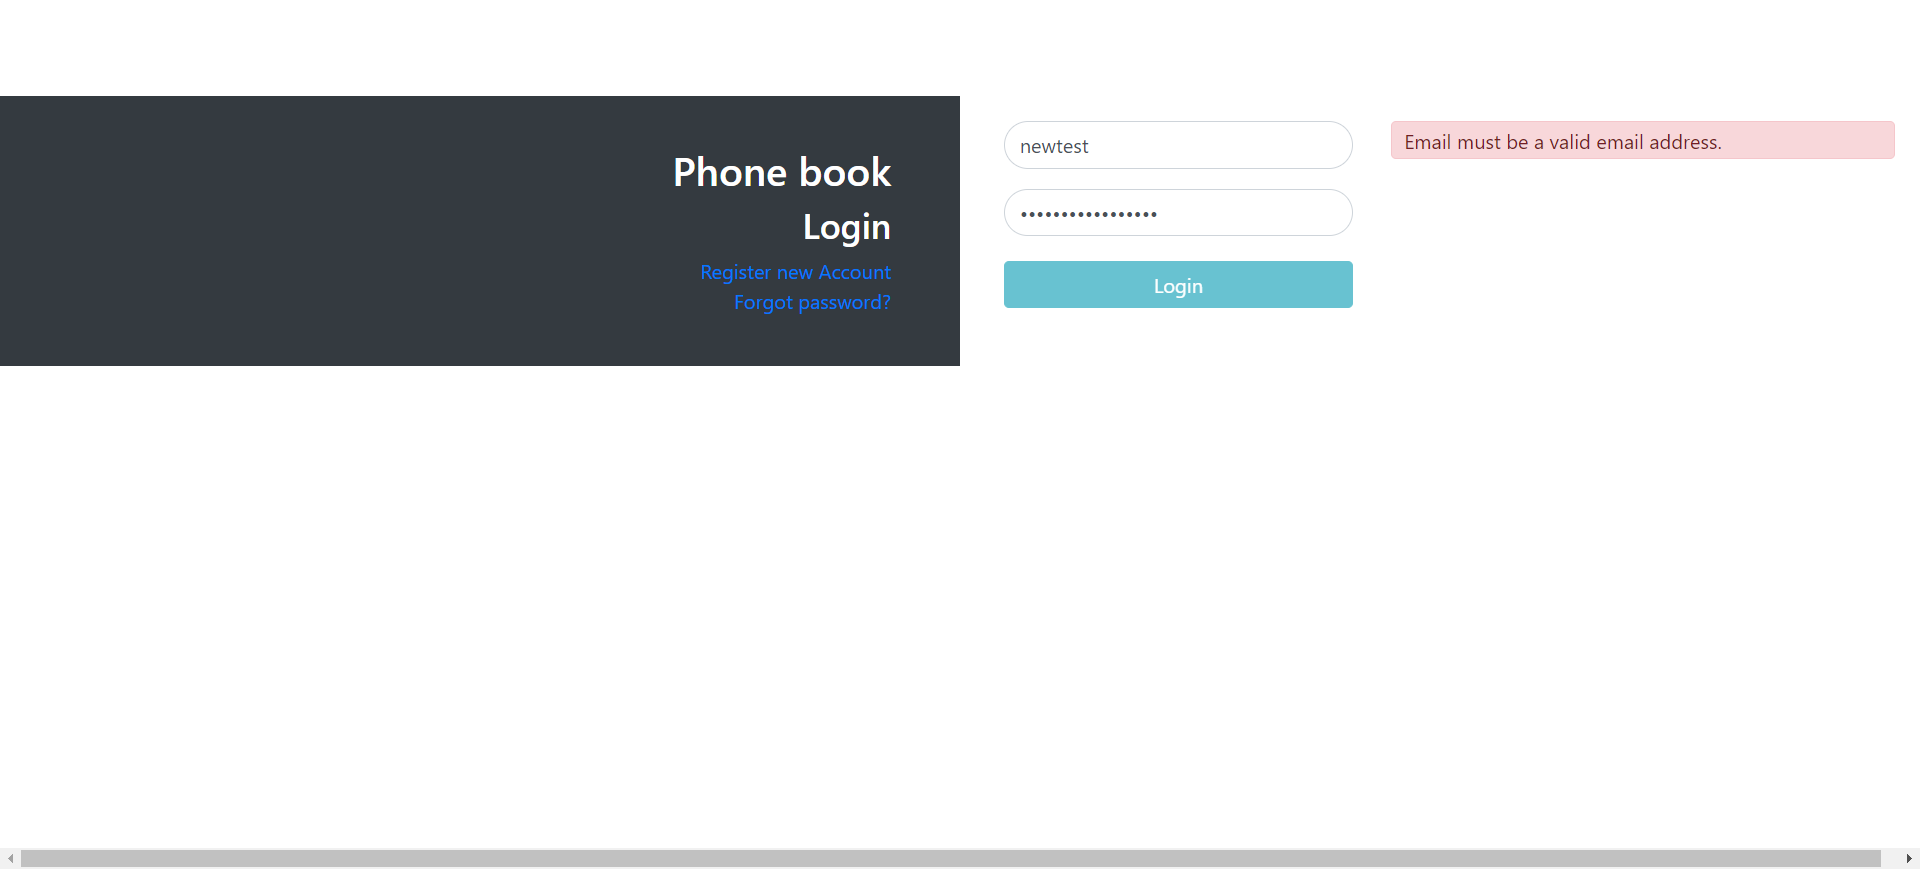 Phone book
Login
Register new Account
Forgot password?
newtest
•••••••••••••••••
Login
Email must be a valid email address.